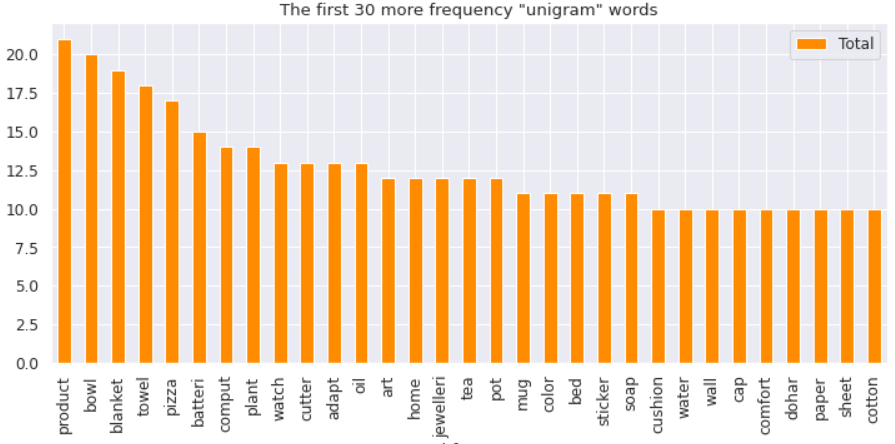 The first 30 more frequency "unigram" words
Total
20.0
17.5
15.0
12.5
10.0
7.5
5.0
2.5
0.0
product
bowl
blanket
towel
pizza
batteri
comput
plant
watch
cutter
adapt
oil
art
home
jewelleri
tea
pot
mug
color
bed
sticker
soap
cushion
water
wall
cap
comfort
dohar
paper
sheet
cotton